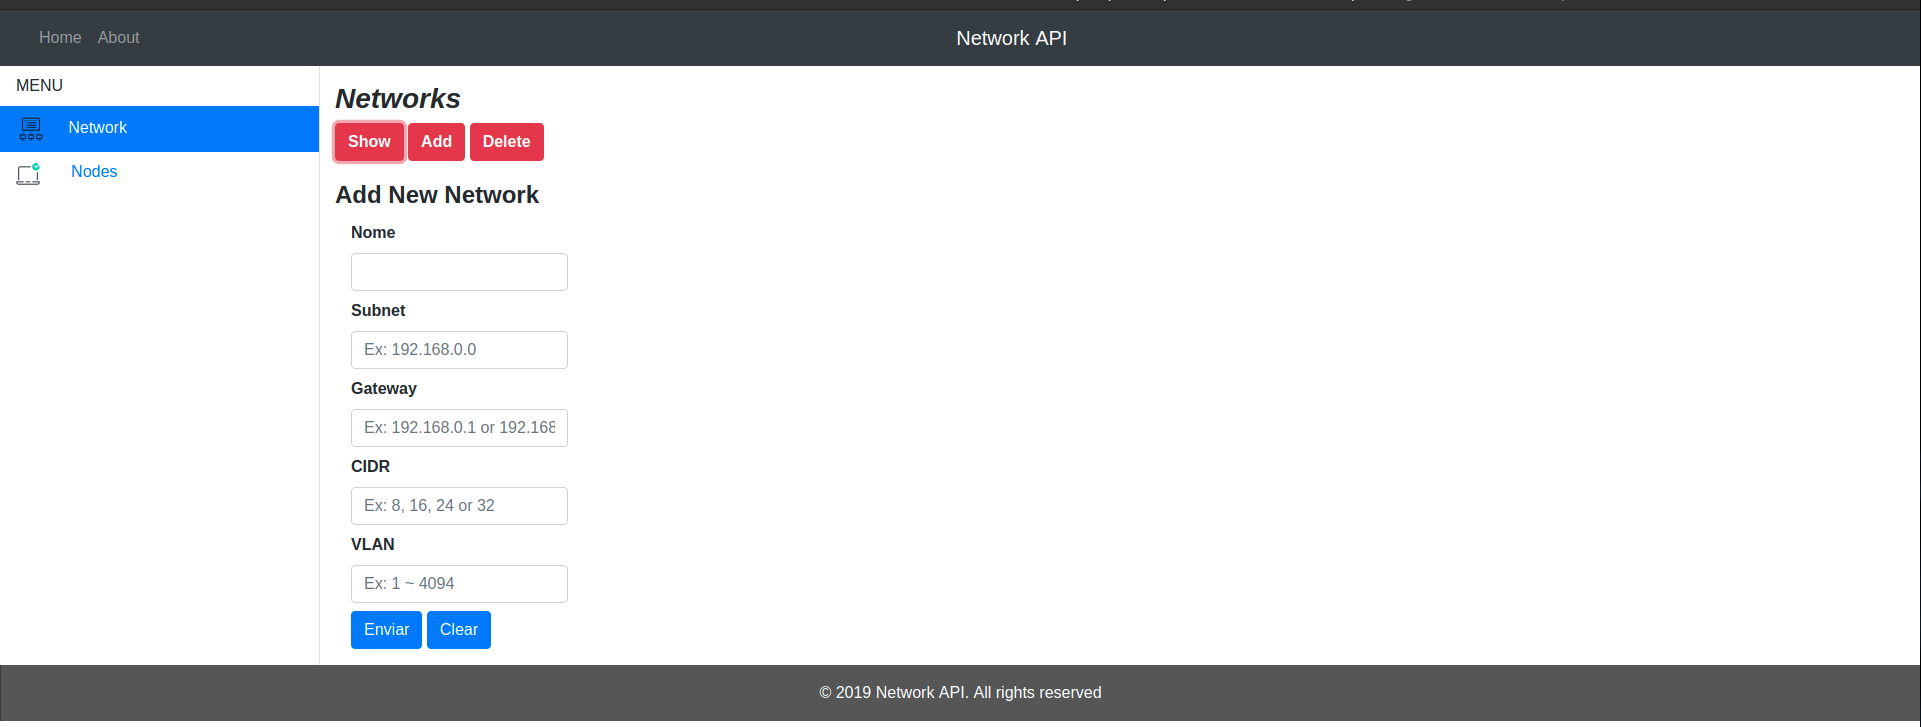 Home About Network API
MENU
Network
Nodes
Networks
Show Add Delete
Add New Network
Nome
Subnet
Ex: 192.168.0.0
Gateway
Ex: 192.168.0.1 or 192.168
CIDR
Ex: 8, 16, 24 or 32
VLAN
Ex: 1 ~ 4094
Enviar Clear
© 2019 Network API. All rights reserved